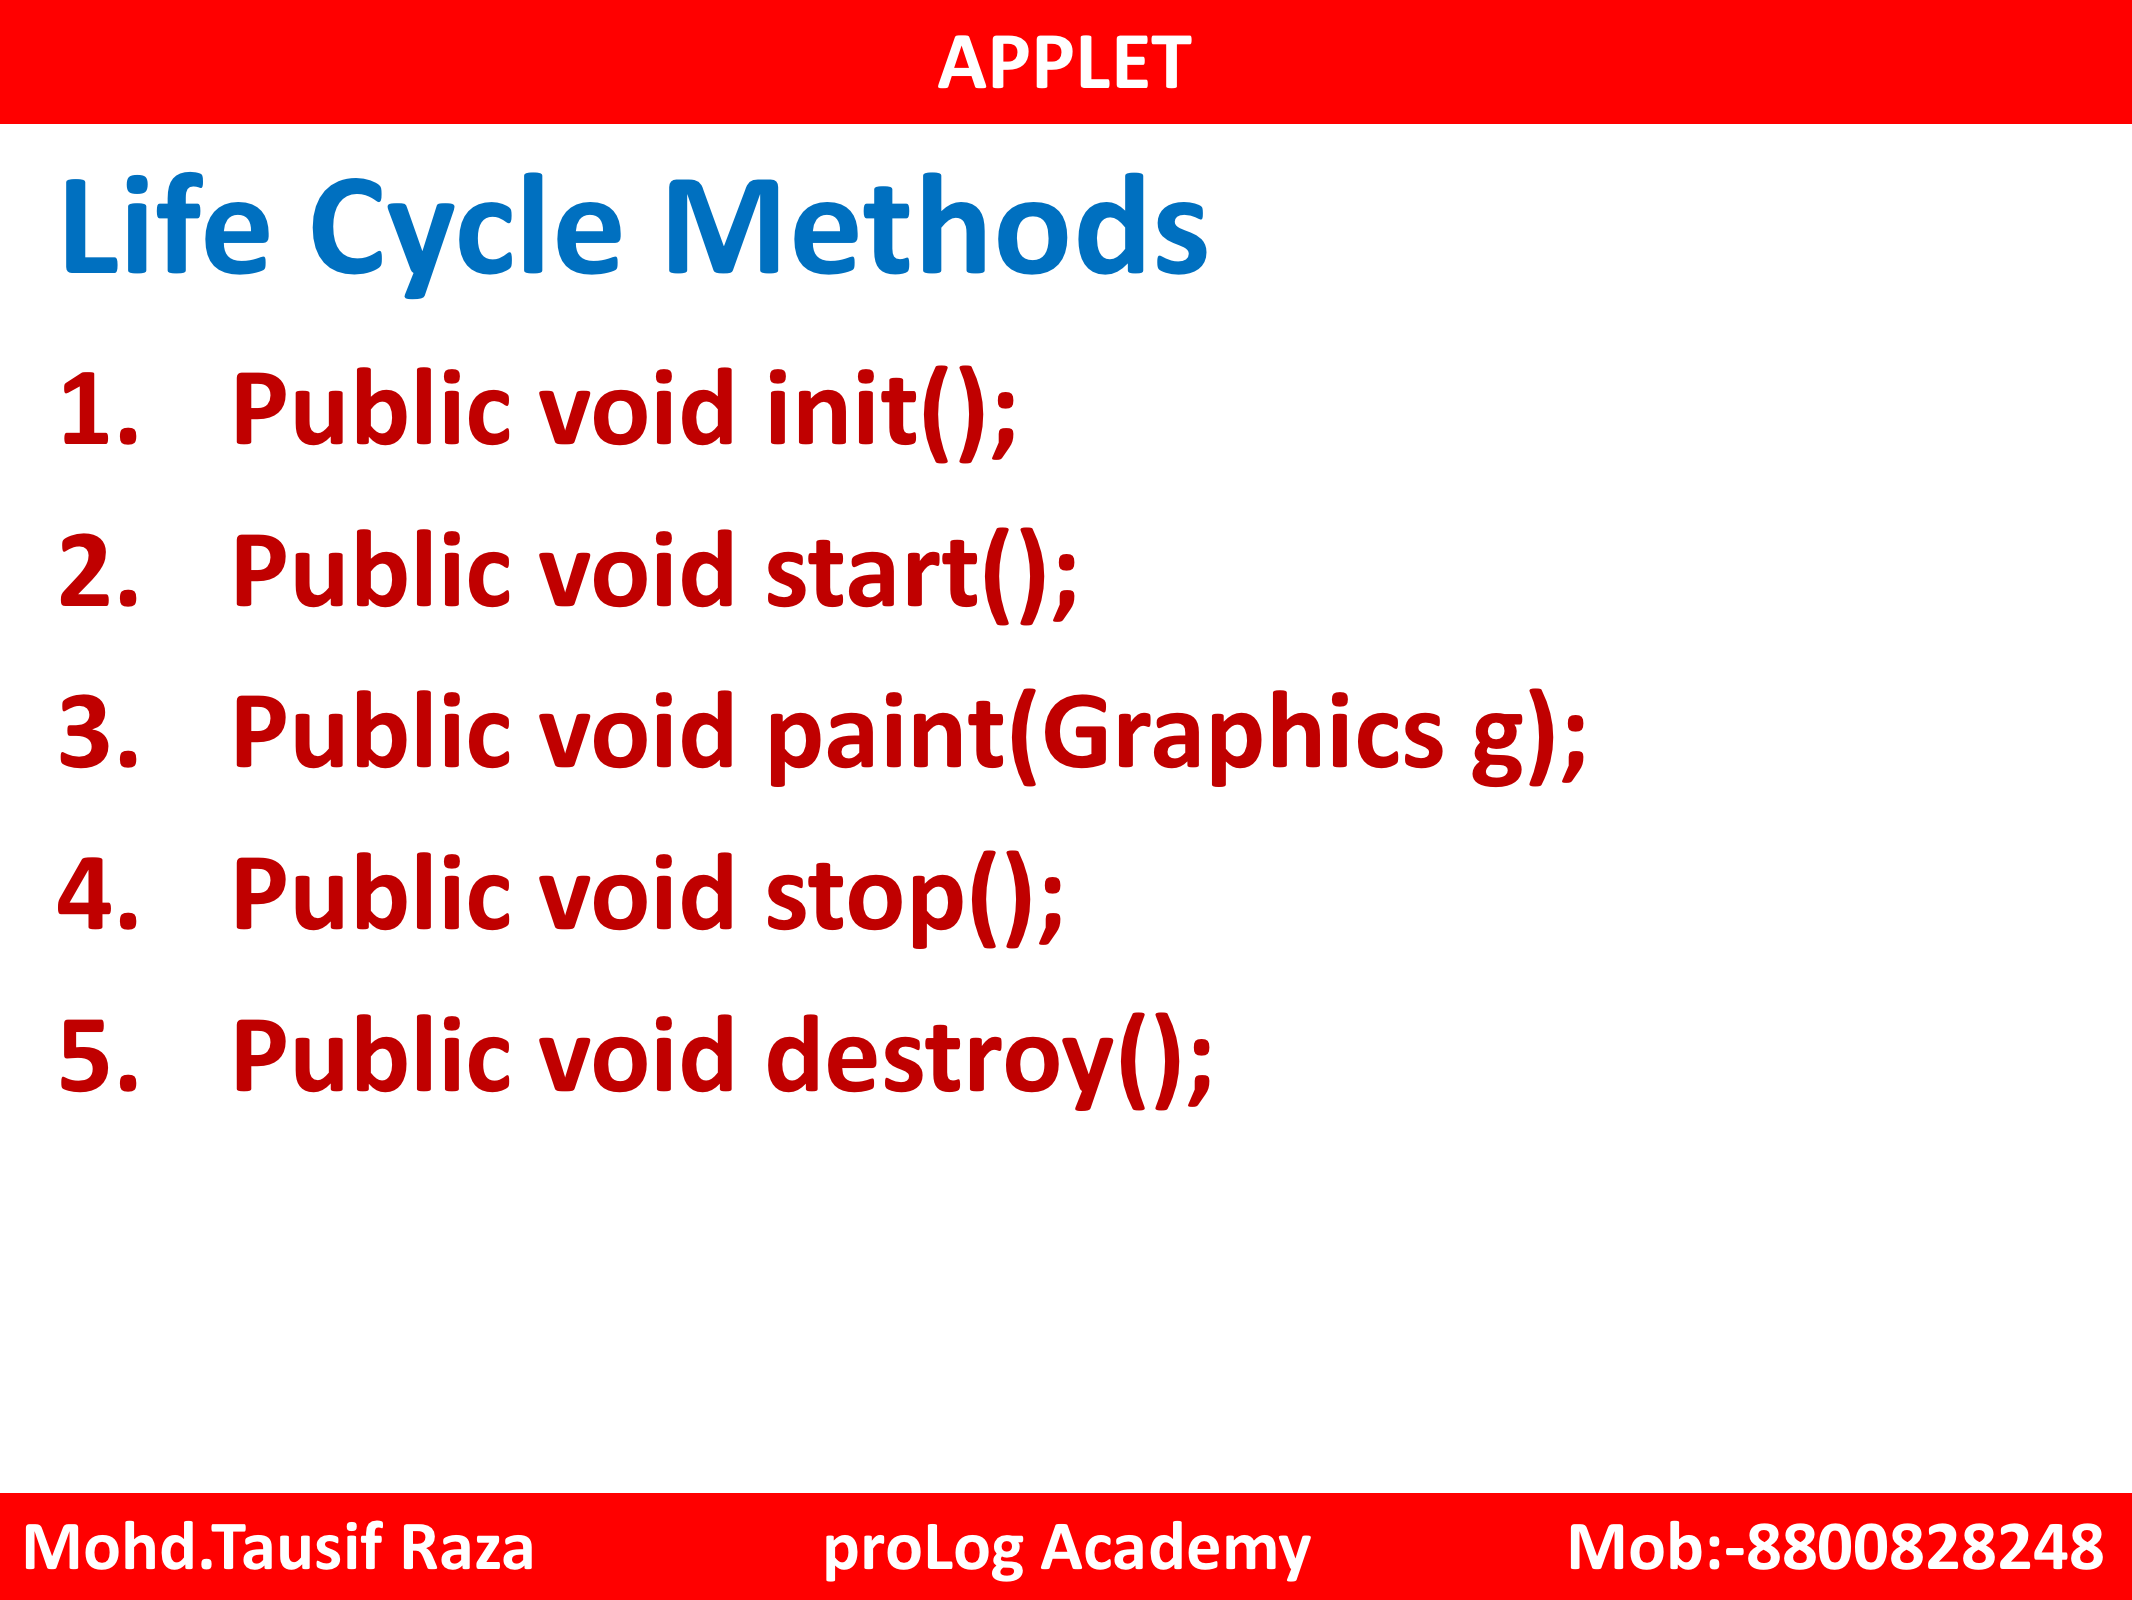 APPLET
Life Cycle Methods
1. Public void init();
2. Public void start();
3. Public void paint(Graphics g);
4. Public void stop();
5. Public void destroy();
Mohd.Tausif Raza proLog Academy Mob:-8800828248